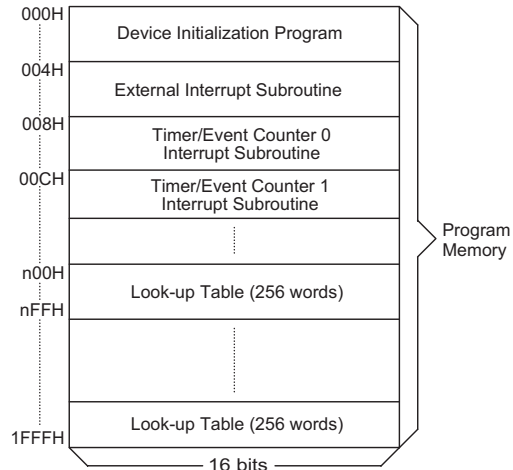 000H
Device Initialization Program
004H
External Interrupt Subroutine
008H
Timer/Event Counter 0
Interrupt Subroutine
00CH
Timer/Event Counter 1
Interrupt Subroutine
Program
Memory
n00H
Look-up Table (256 words)
nFFH
Look-up Table (256 words)
1FFFH
16 bits